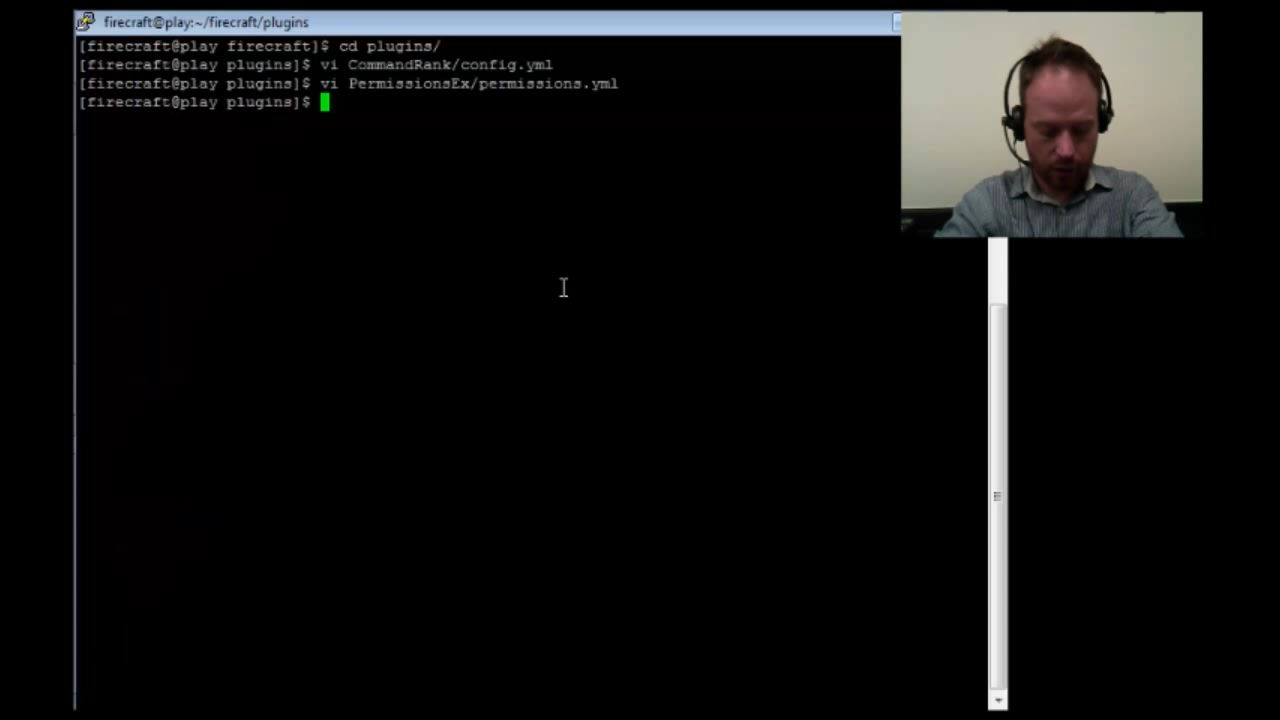 firecraft@play:~/firecraft/plugins
[firecraft@play firecraft]$ cd plugins/
[firecraft@play plugins]$ vi CommandRank/config.yml
[firecraft@play plugins]$ vi PermissionsEx/permissions.yml
[firecraft@play plugins]$